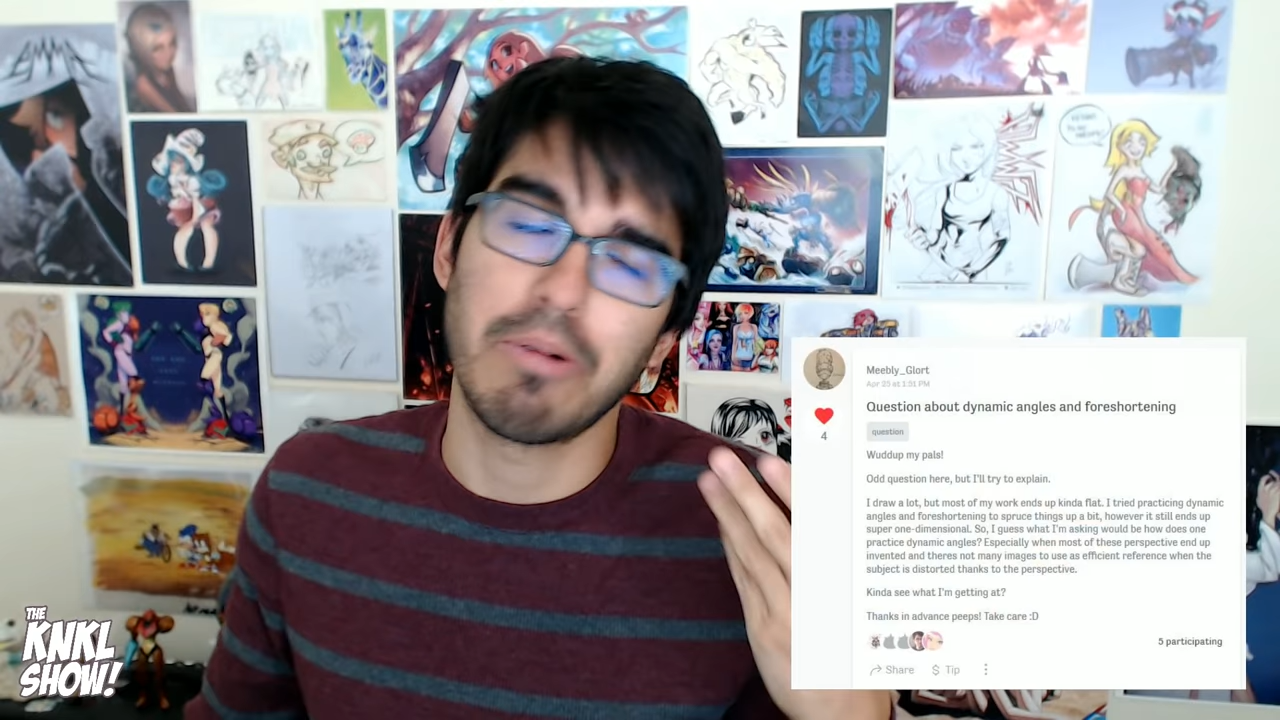 Meebly_Glort
Apr 25 at 1:31 PM
Question about dynamic angles and foreshortening
4
question
Wuddup my pals!
Odd question here, but I'll try to explain.
I draw a lot, but most of my work ends up kinda flat. I tried practicing dynamic
angles and foreshortening to spruce things up a bit, however it still ends up
super one-dimensional. So, I guess what I'm asking would be how does one
practice dynamic angles? Especially when most of these perspective end up
invented and theres not many images to use as efficient reference when the
subject is distorted thanks to the perspective.
Kinda see what I'm getting at?
Thanks in advance peeps! Take care :D
5 participating
Share
$ Tip
THE
KNKL
SHOW!